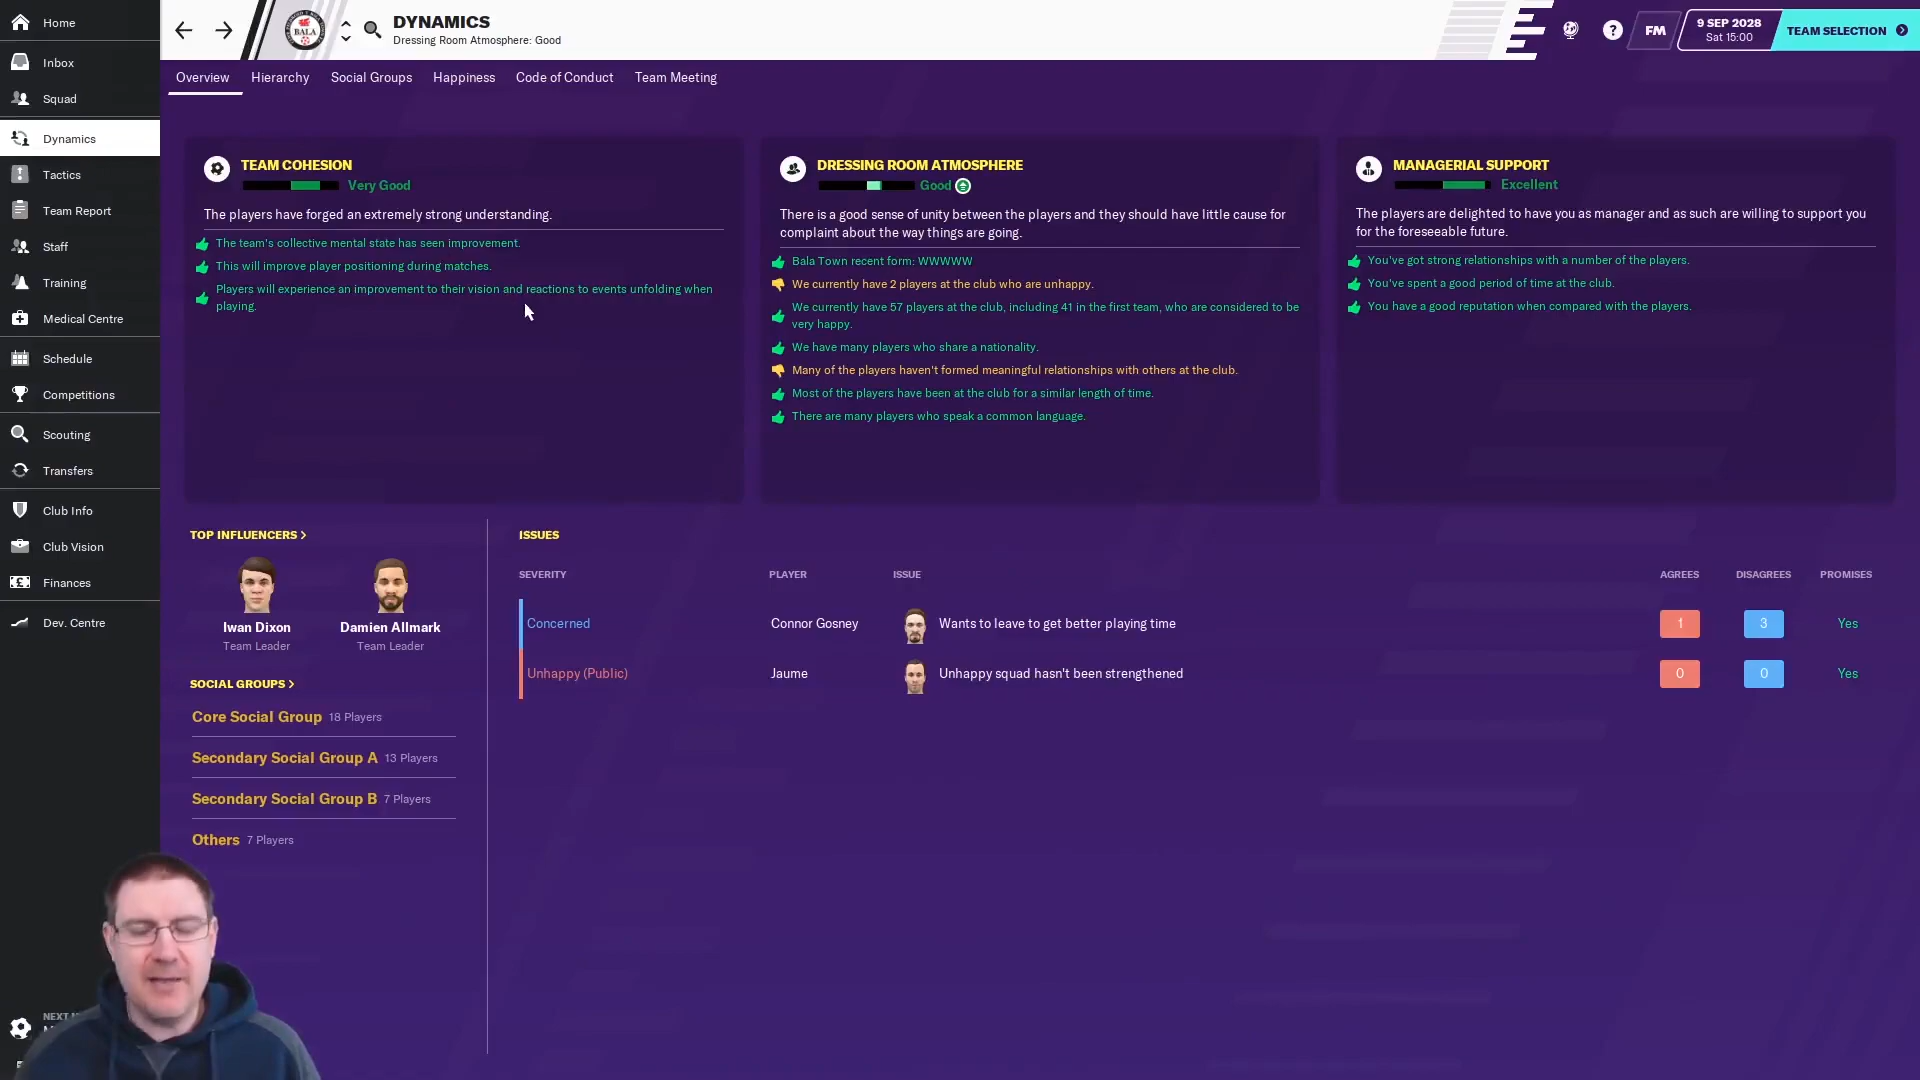 Home
Inbox
Squad
Dynamics
Tactics
Team Report
Staff
Training
Medical Centre
Schedule
Competitions
Scouting
Transfers
Club Info
Club Vision
Finances
Dev. Centre
BALA
DYNAMICS
Dressing Room Atmosphere: Good
?
FM
9 SEP 2028
Sat 15:00
TEAM SELECTION
Overview
Hierarchy
Social Groups
Happiness
Code of Conduct
Team Meeting
TEAM COHESION
Very Good
The players have forged an extremely strong understanding.
The team's collective mental state has seen improvement.
This will improve player positioning during matches.
Players will experience an improvement to their vision and reactions to events unfolding when
playing.
DRESSING ROOM ATMOSPHERE
Good
There is a good sense of unity between the players and they should have little cause for
complaint about the way things are going.
Bala Town recent form: WWWWW
We currently have 2 players at the club who are unhappy.
We currently have 57 players at the club, including 41 in the first team, who are considered to be
very happy.
We have many players who share a nationality.
Many of the players haven't formed meaningful relationships with others at the club.
Most of the players have been at the club for a similar length of time.
There are many players who speak a common language.
MANAGERIAL SUPPORT
Excellent
The players are delighted to have you as manager and as such are willing to support you
for the foreseeable future.
You've got strong relationships with a number of the players.
You've spent a good period of time at the club.
You have a good reputation when compared with the players.
TOP INFLUENCERS >
Iwan Dixon
Team Leader
Damien Allmark
Team Leader
SOCIAL GROUPS >
Core Social Group 18 Players
Secondary Social Group A 13 Players
Secondary Social Group B 7 Players
Others 7 Players
ISSUES
SEVERITY PLAYER ISSUE AGREES DISAGREES PROMISES
Concerned Connor Gosney Wants to leave to get better playing time 1 3 Yes
Unhappy (Public) Jaume Unhappy squad hasn't been strengthened 0 0 Yes
NEXT